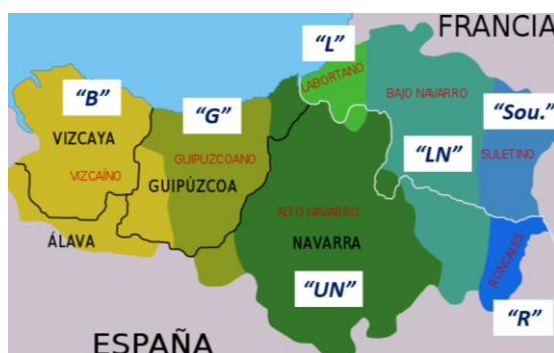 FRANCIA
“L”
“B”
“G”
LABORTANO
BAJO NAVARRO
“Sou.”
VIZCAYA
GUIPUZCOANO
“LN”
SULETINO
VIZCAÍNO
GUIPÚZCOA
ALTO NAVARRO
ÁLAVA
NAVARRA
RONCALÉS
“UN”
“R”
ESPAÑA